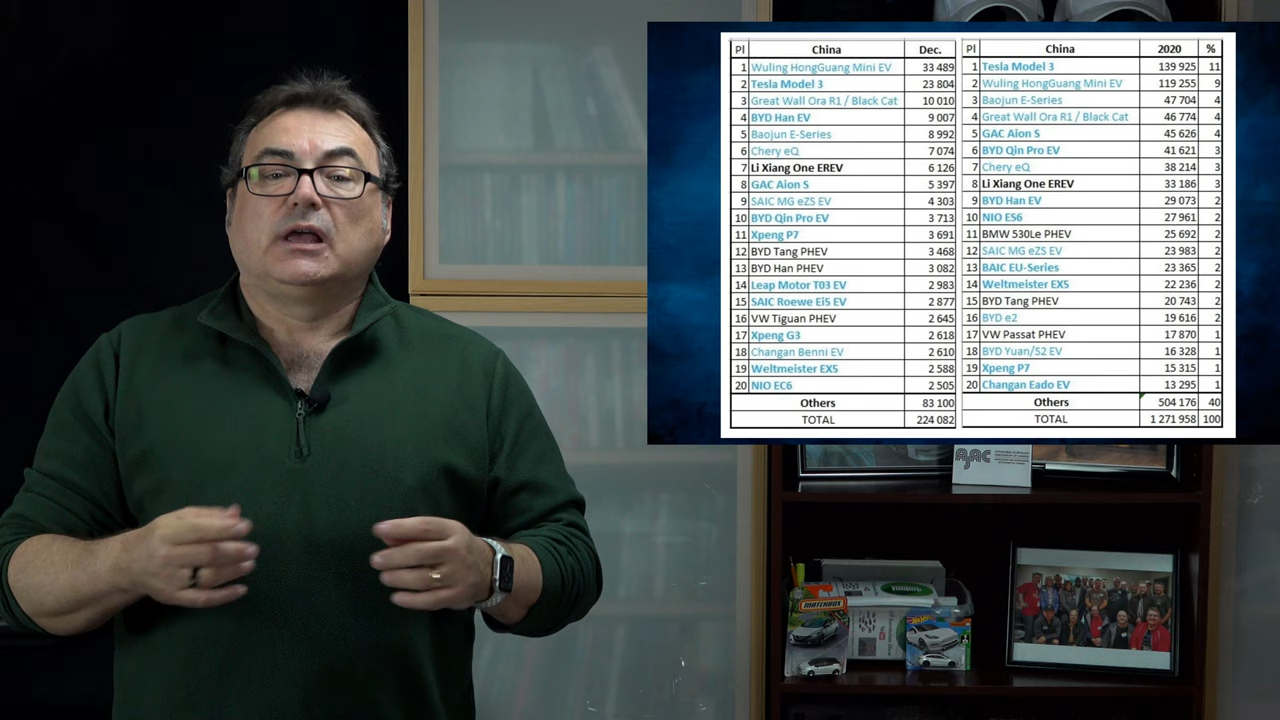 Pl China Dec.
1 Wuling HongGuang Mini EV 33 489
2 Tesla Model 3 23 804
3 Great Wall Ora R1 / Black Cat 10 010
4 BYD Han EV 9 007
5 Baojun E-Series 8 992
6 Chery eQ 7 074
7 Li Xiang One EREV 6 126
8 GAC Aion S 5 397
9 SAIC MG eZS EV 4 303
10 BYD Qin Pro EV 3 713
11 Xpeng P7 3 691
12 BYD Tang PHEV 3 468
13 BYD Han PHEV 3 082
14 Leap Motor T03 EV 2 983
15 SAIC Roewe Ei5 EV 2 877
16 VW Tiguan PHEV 2 645
17 Xpeng G3 2 618
18 Changan Benni EV 2 610
19 Weltmeister EX5 2 588
20 NIO EC6 2 505
Others 83 100
TOTAL 224 082
Pl China 2020 %
1 Tesla Model 3 139 925 11
2 Wuling HongGuang Mini EV 119 255 9
3 Baojun E-Series 47 704 4
4 Great Wall Ora R1 / Black Cat 46 774 4
5 GAC Aion S 45 626 4
6 BYD Qin Pro EV 41 621 3
7 Chery eQ 38 214 3
8 Li Xiang One EREV 33 186 3
9 BYD Han EV 29 073 2
10 NIO ES6 27 961 2
11 BMW 530Le PHEV 25 692 2
12 SAIC MG eZS EV 23 983 2
13 BAIC EU-Series 23 365 2
14 Weltmeister EX5 22 236 2
15 BYD Tang PHEV 20 743 2
16 BYD e2 19 616 2
17 VW Passat PHEV 17 870 1
18 BYD Yuan/S2 EV 16 328 1
19 Xpeng P7 15 315 1
20 Changan Eado EV 13 295 1
Others 504 176 40
TOTAL 1 271 958 100
AJAC
MATCHBOX